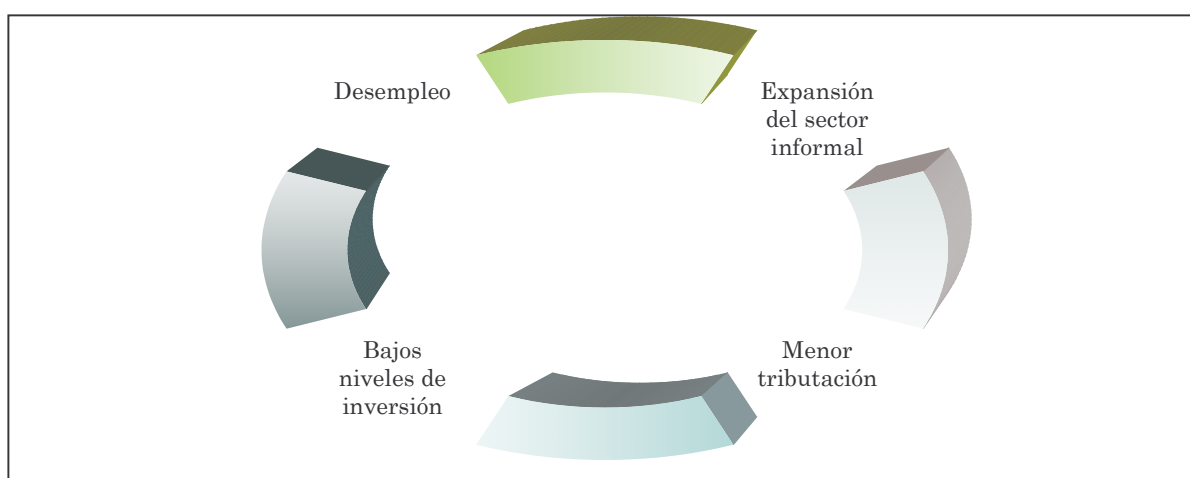 Desempleo
Expansión
del sector
informal
Bajos
niveles de
inversión
Menor
tributación